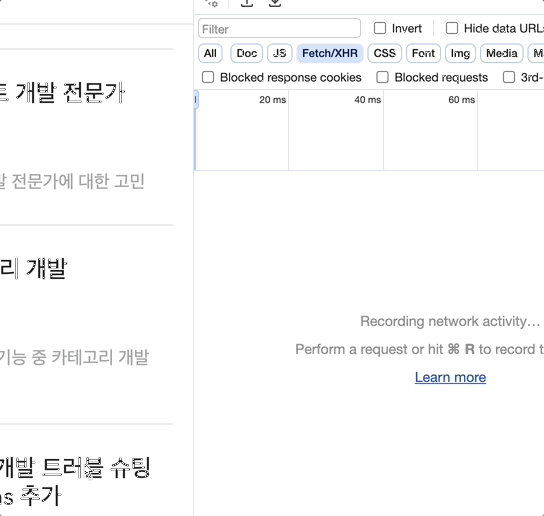 트 개발 전문가
발 전문가에 대한 고민
리 개발
기능 중 카테고리 개발
개발 트러블 슈팅
ns 추가
Filter
Invert
Hide data URLs
All Doc JS Fetch/XHR CSS Font Img Media
Blocked response cookies Blocked requests 3rd-
20 ms 40 ms 60 ms
Recording network activity…
Perform a request or hit ⌘ R to record t
Learn more